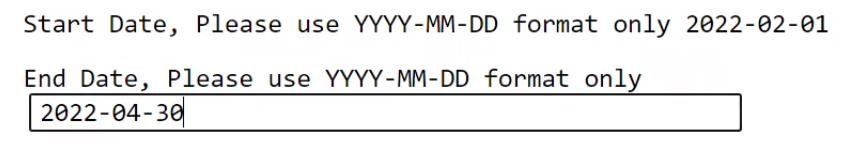 Start Date, Please use YYYY-MM-DD format only 2022-02-01
End Date, Please use YYYY-MM-DD format only
2022-04-30